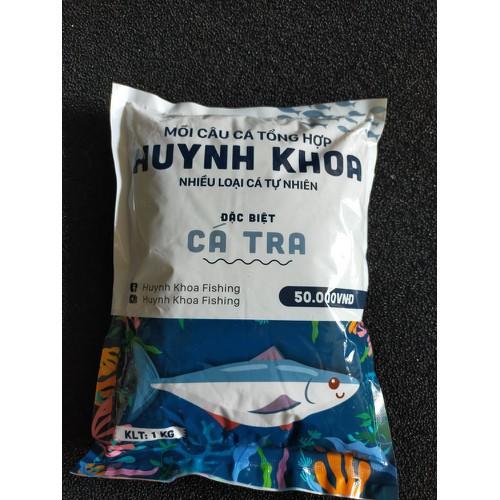 MỒI CÂU CÁ TỔNG HỢP
HUYNH KHOA
NHIỀU LOẠI CÁ TỰ NHIÊN
ĐẶC BIỆT
CÁ TRA
Huynh Khoa Fishing
Huynh Khoa Fishing
50.000VNĐ
KLT: 1 KG